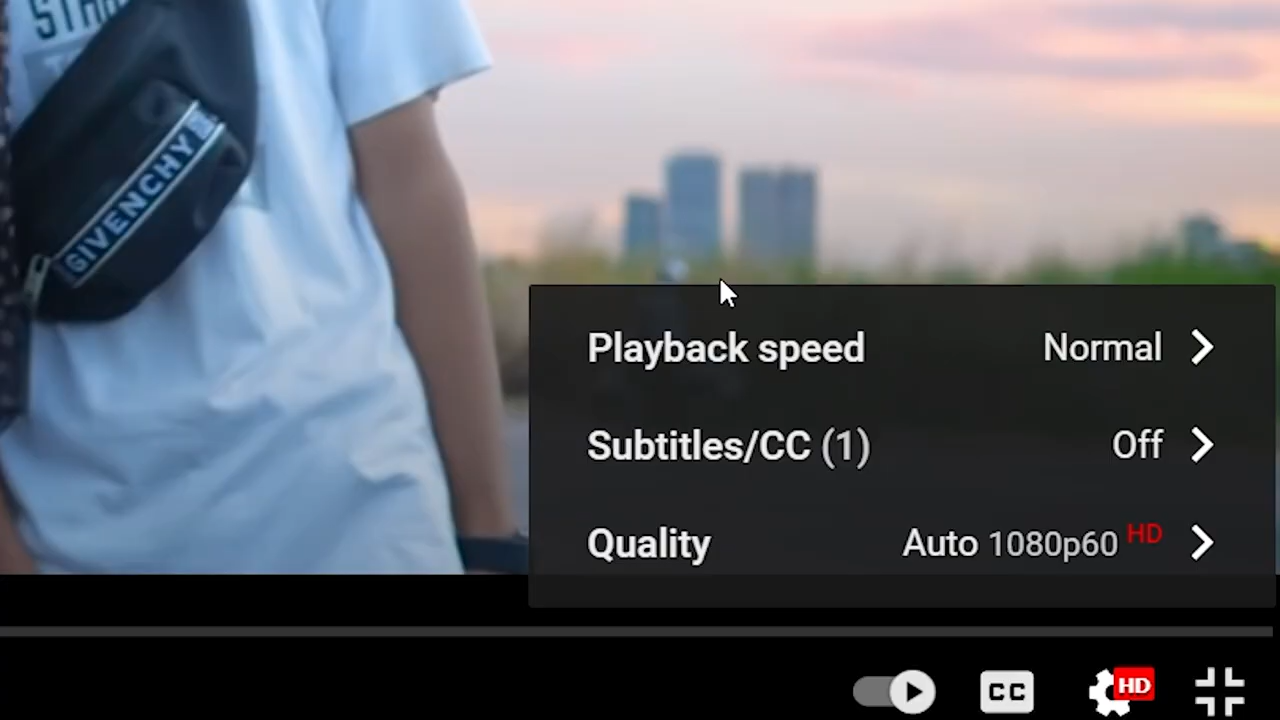 GIVENCHY
Playback speed Normal
Subtitles/CC (1) Off
Quality Auto 1080p60 HD
CC HD